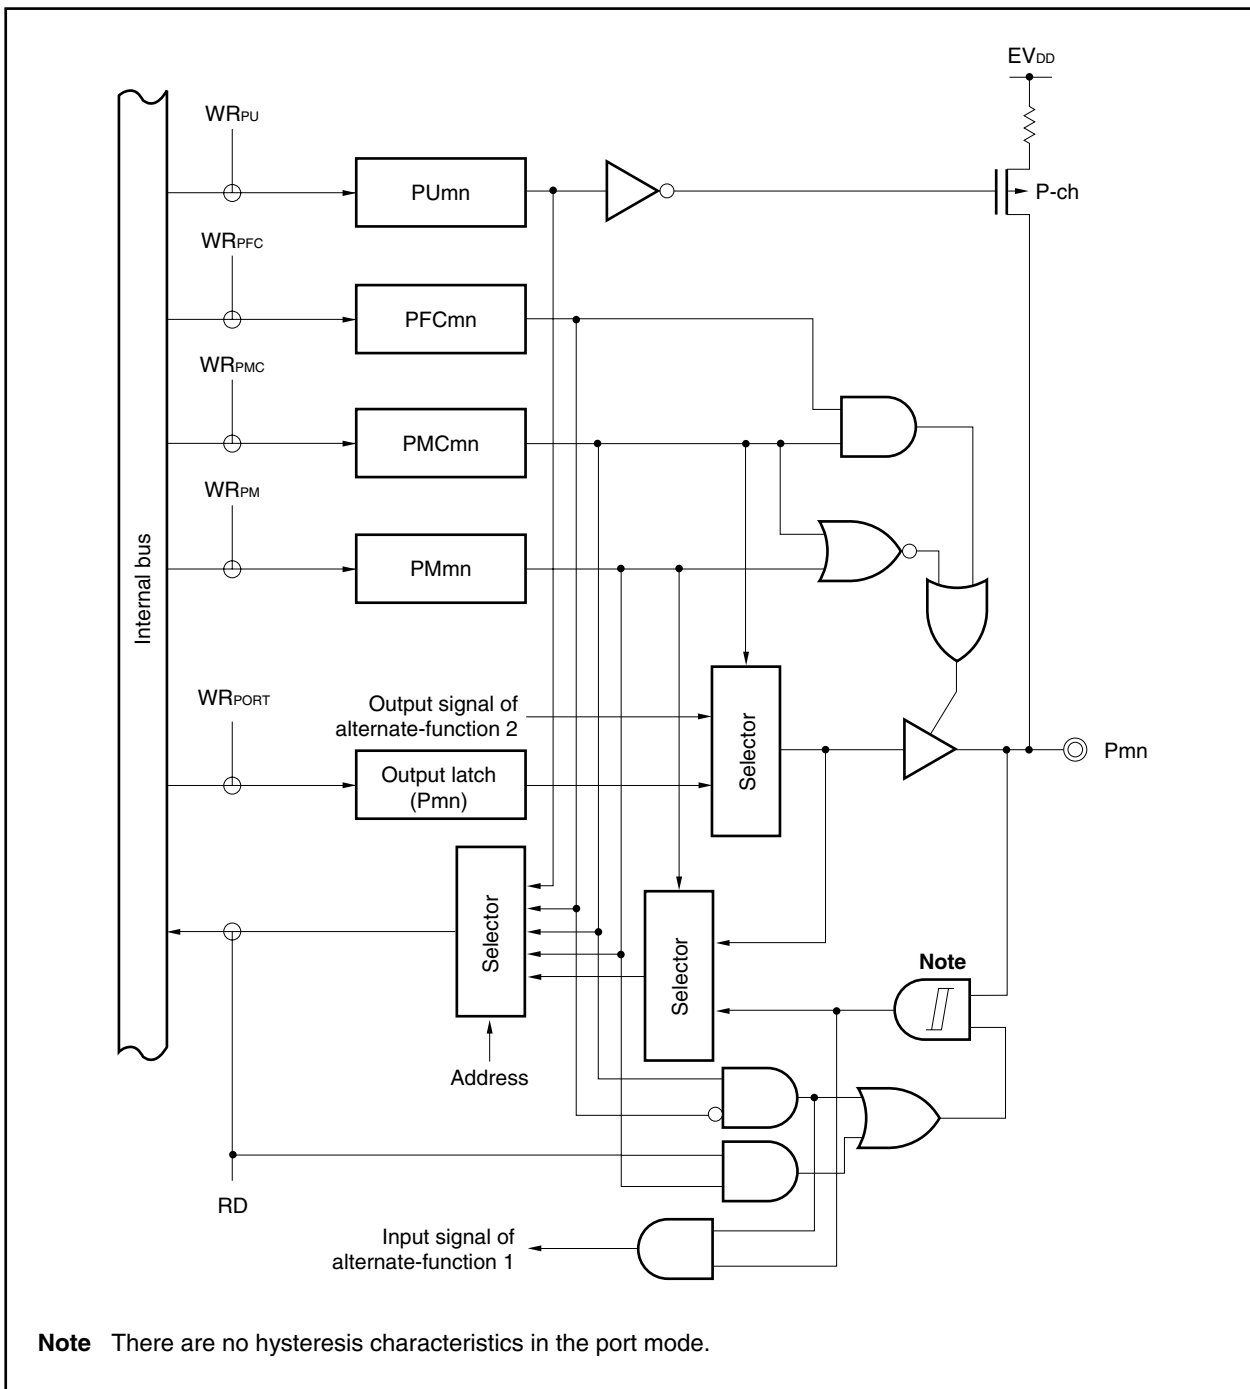 EVDD
WRPU
PUmn
P-ch
WRPFC
PFCmn
WRPMC
PMCmn
WRPM
PMmn
Internal bus
WRPORT
Output signal of
alternate-function 2
Output latch
(Pmn)
Selector
Pmn
Selector
Selector
Note
Address
RD
Input signal of
alternate-function 1
Note There are no hysteresis characteristics in the port mode.